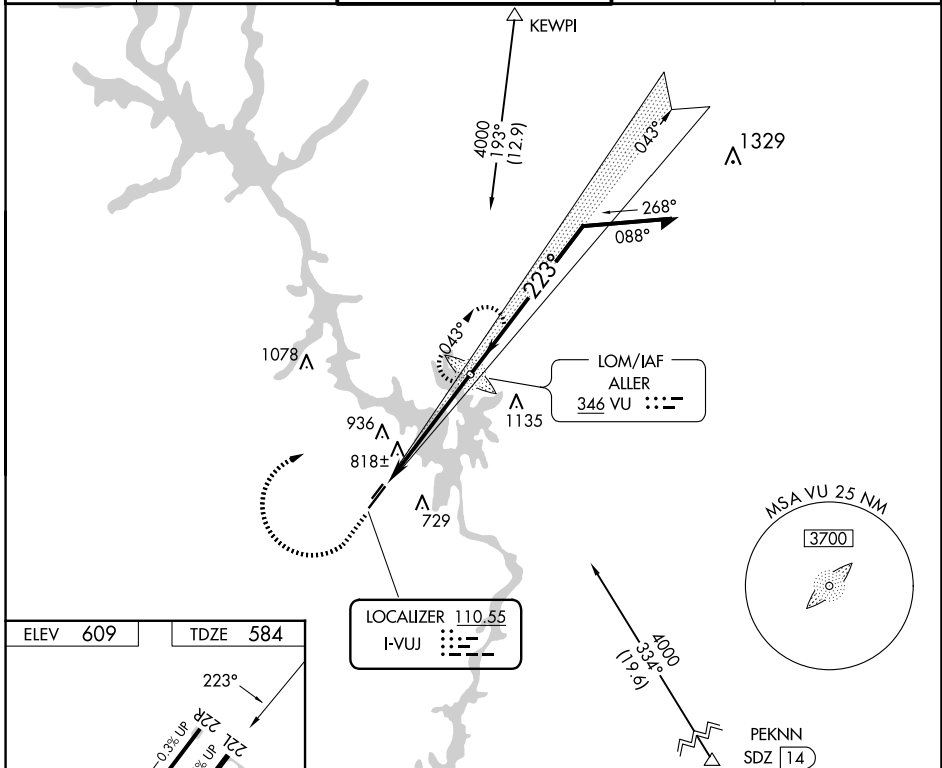 KEWPI
4000
193°
(12.9)
043°
1329
268°
088°
223°
043°
1078
LOM/IAF
ALLER
346 VU
1135
936
818±
729
MSA VU 25 NM
3700
LOCALIZER 110.55
I-VUJ
4000
334°
(19.6)
PEKNN
SDZ 14
ELEV 609
TDZE 584
223°
22R
22L
0.3% UP
% UP